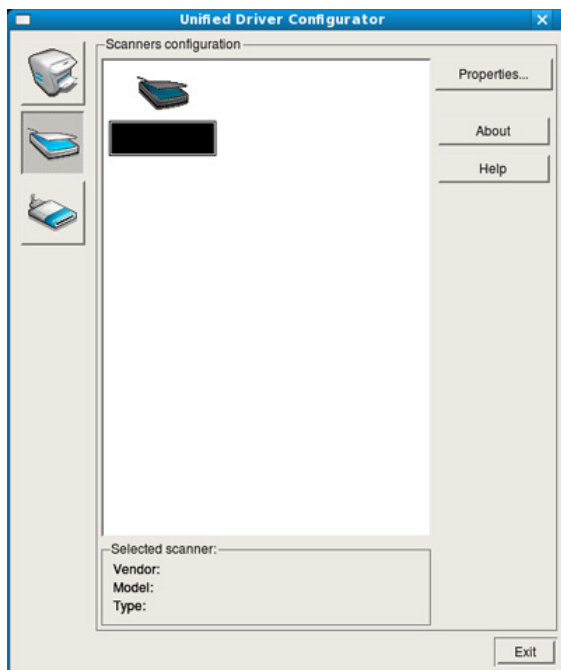 Unified Driver Configurator
Scanners configuration
Properties...
About
Help
Selected scanner:
Vendor:
Model:
Type:
Exit